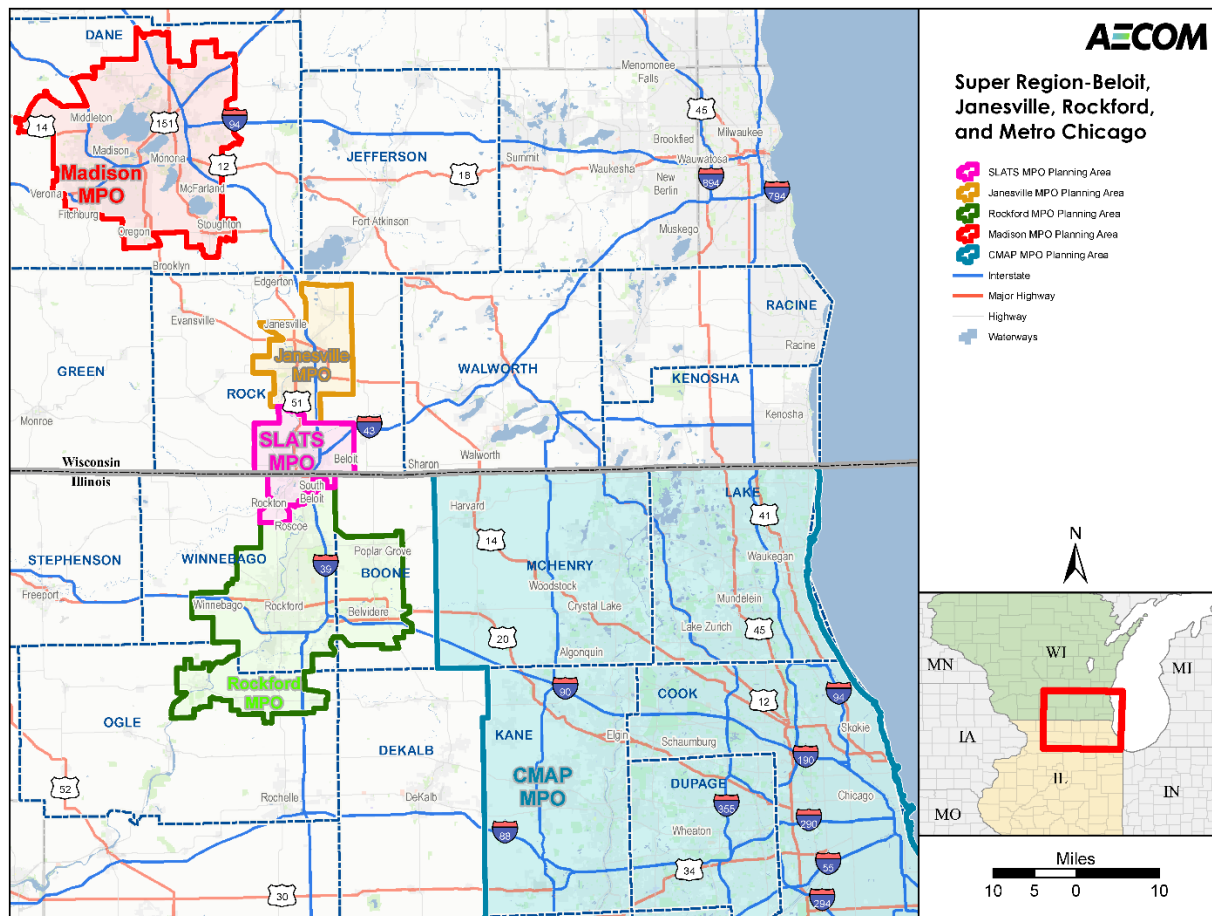 DANE
Menomonee
Falls
45
14
Middleton
151
94
Brookfield
Milwaukee
Madison
Monona
12
JEFFERSON
18
Summit
Waukesha
Wauwatosa
New
Berlin
894
794
Madison
MPO
McFarland
Verona
Fitchburg
Stoughton
Oregon
Fort Atkinson
Muskego
Brooklyn
Edgerton
Evansville
Janesville
RACINE
Racine
Janesville
MPO
GREEN
ROCK
WALWORTH
KENOSHA
51
Monroe
43
Kenosha
SLATS
MPO
Beloit
Sharon
Walworth
Wisconsin
Illinois
South
Beloit
Rockton
Roscoe
Harvard
LAKE
41
14
STEPHENSON
WINNEBAGO
Poplar Grove
BOONE
39
MCHENRY
Waukegan
Woodstock
Freeport
Winnebago
Rockford
Belvidere
Crystal Lake
Mundelein
20
Lake Zurich
45
Algonquin
Rockford
MPO
90
COOK
12
94
OGLE
KANE
Elgin
Schaumburg
Skokie
DEKALB
190
52
CMAP
MPO
DUPAGE
Rochelle
DeKalb
355
290
Chicago
88
Wheaton
34
55
30
294
AECOM
Super Region-Beloit,
Janesville, Rockford,
and Metro Chicago
SLATS MPO Planning Area
Janesville MPO Planning Area
Rockford MPO Planning Area
Madison MPO Planning Area
CMAP MPO Planning Area
Interstate
Major Highway
Highway
Waterways
N
MN
WI
MI
IA
IL
IN
MO
Miles
10 5 0 10